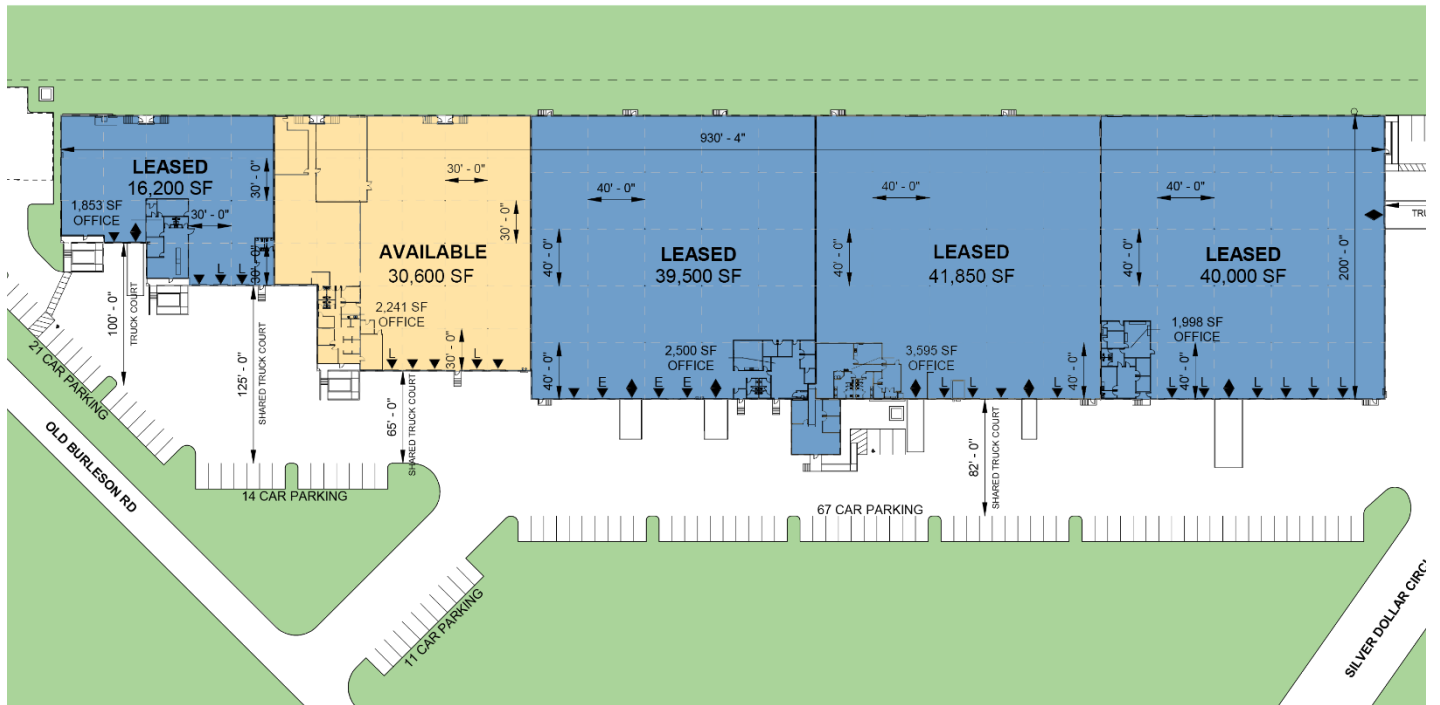 930' - 4"
LEASED
16,200 SF
1,853 SF
OFFICE
30' - 0"
30' - 0"
30' - 0"
L
L
L
100' - 0"
TRUCK COURT
125' - 0"
SHARED TRUCK COURT
AVAILABLE
30,600 SF
2,241 SF
OFFICE
30' - 0"
30' - 0"
30' - 0"
L
L
65' - 0"
SHARED TRUCK COURT
LEASED
39,500 SF
2,500 SF
OFFICE
40' - 0"
40' - 0"
40' - 0"
E
E
E
LEASED
41,850 SF
3,595 SF
OFFICE
40' - 0"
40' - 0"
40' - 0"
L
L
L
82' - 0"
SHARED TRUCK COURT
LEASED
40,000 SF
1,998 SF
OFFICE
40' - 0"
40' - 0"
40' - 0"
200' - 0"
L
L
L
L
L
L
TRU
21 CAR PARKING
14 CAR PARKING
67 CAR PARKING
11 CAR PARKING
OLD BURLESON RD
SILVER DOLLAR CIRCL